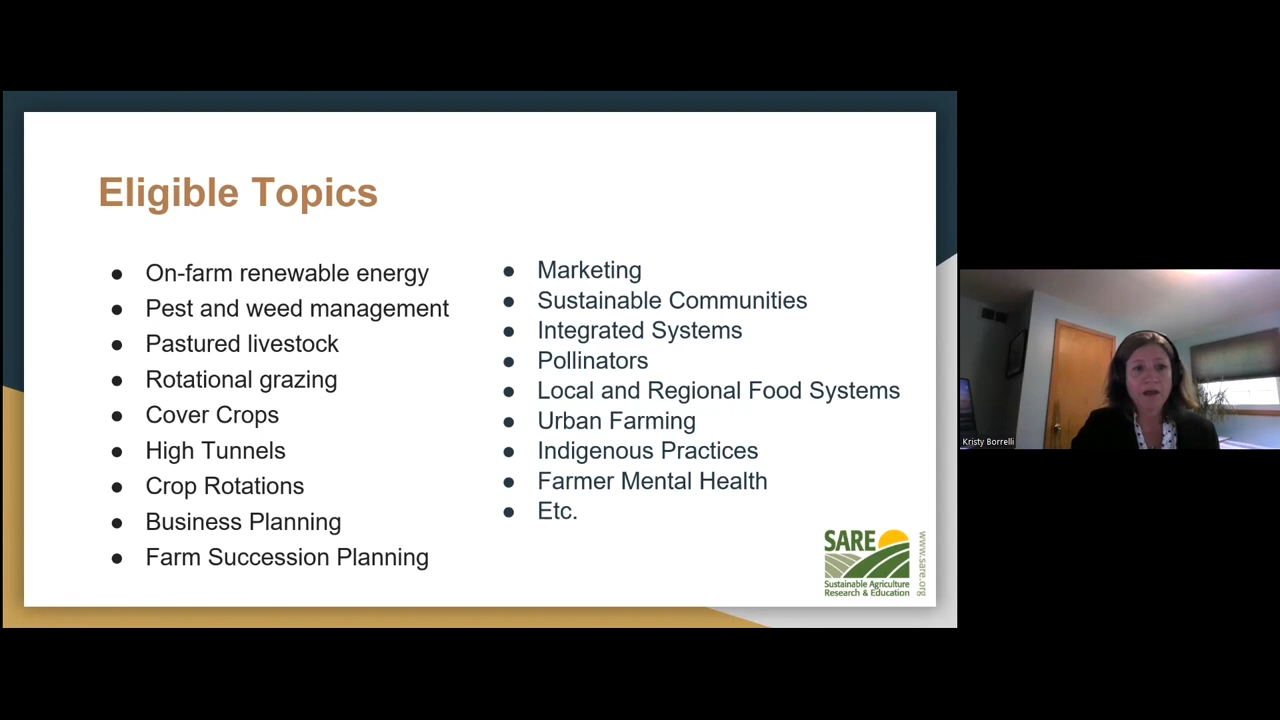 Eligible Topics
● On-farm renewable energy
● Pest and weed management
● Pastured livestock
● Rotational grazing
● Cover Crops
● High Tunnels
● Crop Rotations
● Business Planning
● Farm Succession Planning
● Marketing
● Sustainable Communities
● Integrated Systems
● Pollinators
● Local and Regional Food Systems
● Urban Farming
● Indigenous Practices
● Farmer Mental Health
● Etc.
SARE
Sustainable Agriculture
Research & Education
www.sare.org
Kristy Borrelli